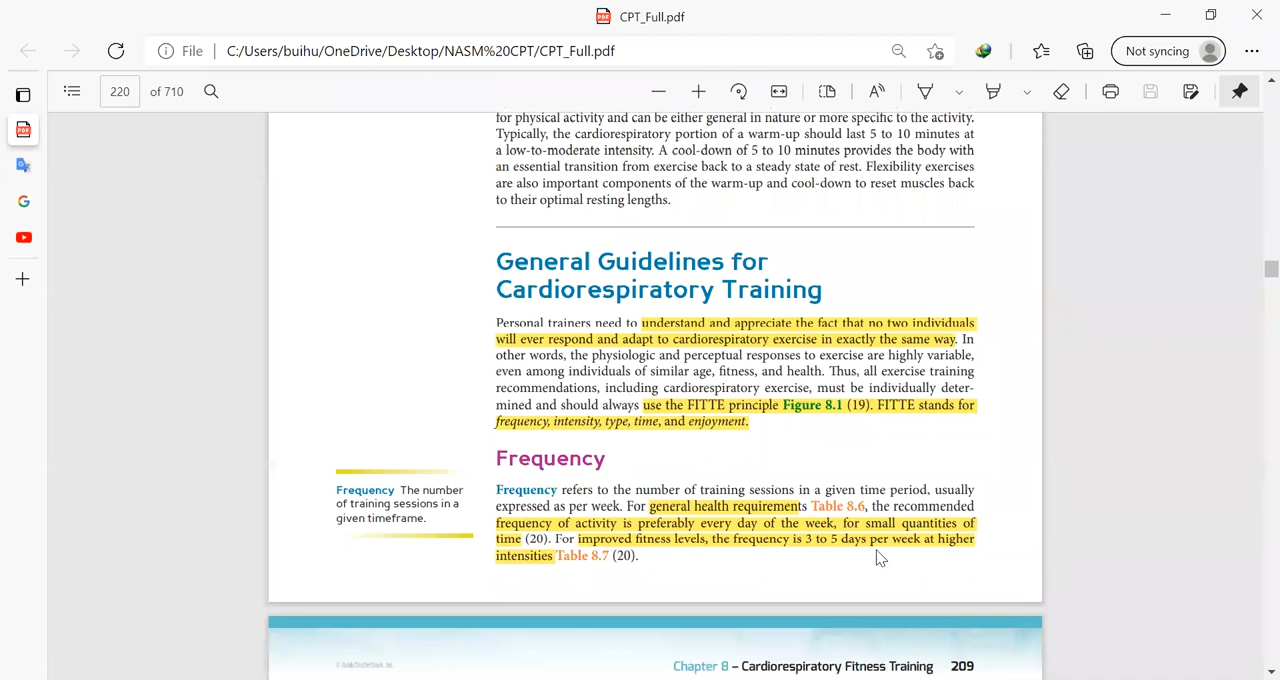 CPT_Full.pdf
File C:/Users/buihu/OneDrive/Desktop/NASM%20CPT/CPT_Full.pdf
Not syncing
220 of 710
for physical activity and can be either general in nature or more specific to the activity.
Typically, the cardiorespiratory portion of a warm-up should last 5 to 10 minutes at
a low-to-moderate intensity. A cool-down of 5 to 10 minutes provides the body with
an essential transition from exercise back to a steady state of rest. Flexibility exercises
are also important components of the warm-up and cool-down to reset muscles back
to their optimal resting lengths.
General Guidelines for
Cardiorespiratory Training
Personal trainers need to understand and appreciate the fact that no two individuals
will ever respond and adapt to cardiorespiratory exercise in exactly the same way. In
other words, the physiologic and perceptual responses to exercise are highly variable,
even among individuals of similar age, fitness, and health. Thus, all exercise training
recommendations, including cardiorespiratory exercise, must be individually deter-
mined and should always use the FITTE principle Figure 8.1 (19). FITTE stands for
frequency, intensity, type, time, and enjoyment.
Frequency
Frequency The number
of training sessions in a
given timeframe.
Frequency refers to the number of training sessions in a given time period, usually
expressed as per week. For general health requirements Table 8.6, the recommended
frequency of activity is preferably every day of the week, for small quantities of
time (20). For improved fitness levels, the frequency is 3 to 5 days per week at higher
intensities Table 8.7 (20).
Chapter 8 – Cardiorespiratory Fitness Training 209